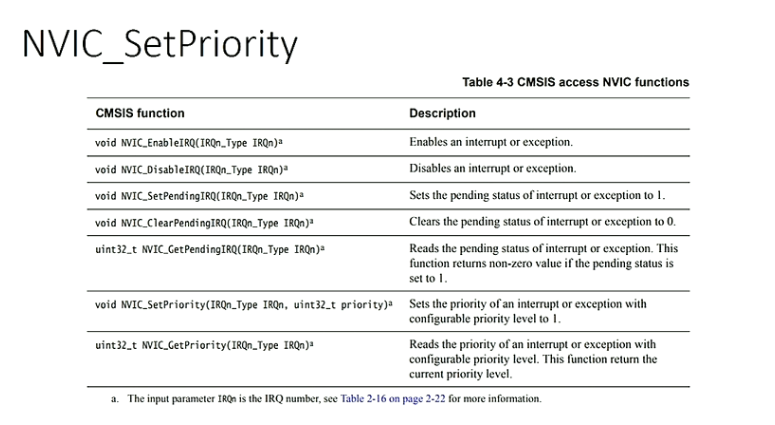 NVIC_SetPriority
Table 4-3 CMSIS access NVIC functions
CMSIS function Description
void NVIC_EnableIRQ(IRQn_Type IRQn)a Enables an interrupt or exception.
void NVIC_DisableIRQ(IRQn_Type IRQn)a Disables an interrupt or exception.
void NVIC_SetPendingIRQ(IRQn_Type IRQn)a Sets the pending status of interrupt or exception to 1.
void NVIC_ClearPendingIRQ(IRQn_Type IRQn)a Clears the pending status of interrupt or exception to 0.
uint32_t NVIC_GetPendingIRQ(IRQn_Type IRQn)a Reads the pending status of interrupt or exception. This
function returns non-zero value if the pending status is
set to 1.
void NVIC_SetPriority(IRQn_Type IRQn, uint32_t priority)a Sets the priority of an interrupt or exception with
configurable priority level to 1.
uint32_t NVIC_GetPriority(IRQn_Type IRQn)a Reads the priority of an interrupt or exception with
configurable priority level. This function return the
current priority level.
a. The input parameter IRQn is the IRQ number, see Table 2-16 on page 2-22 for more information.